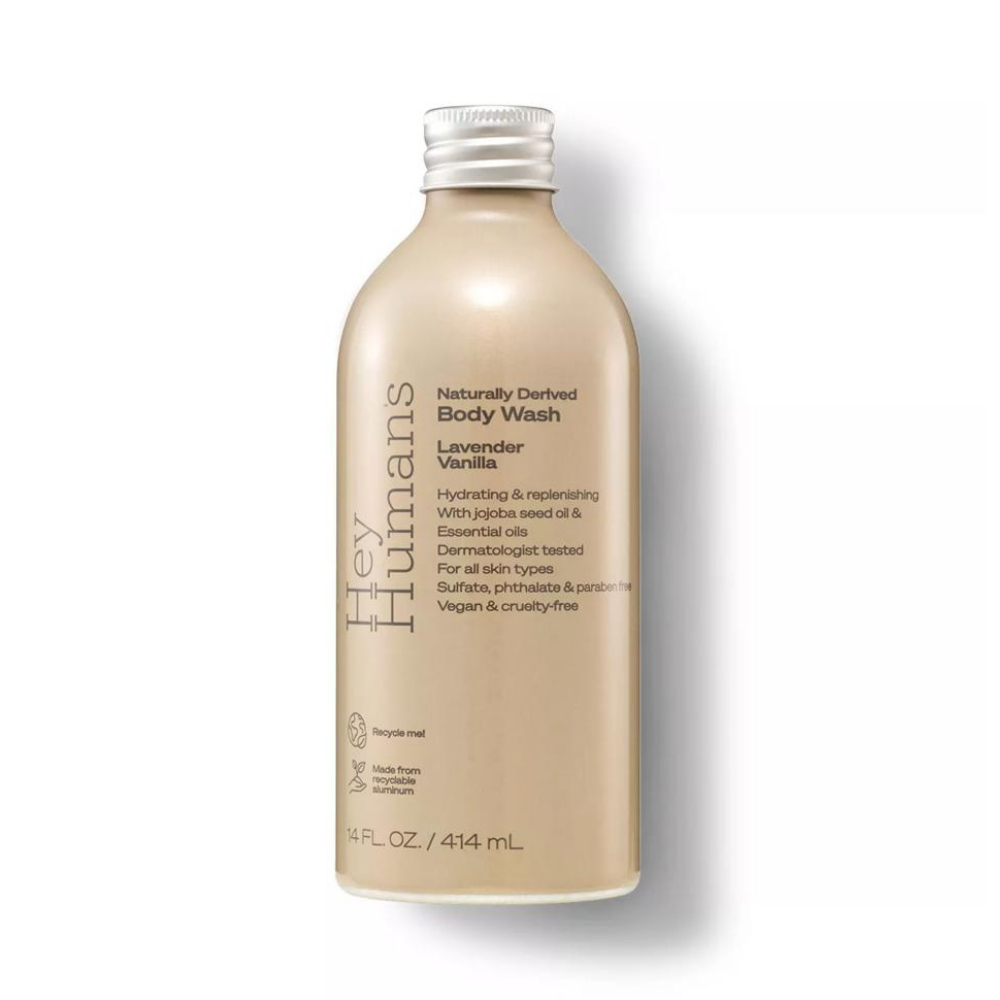 Hey
Human's
Naturally Derived
Body Wash
Lavender
Vanilla
Hydrating & replenishing
With jojoba seed oil &
Essential oils
Dermatologist tested
For all skin types
Sulfate, phthalate & paraben free
Vegan & cruelty-free
Recycle me!
Made from
recyclable
aluminum
14 FL. OZ. / 414 mL